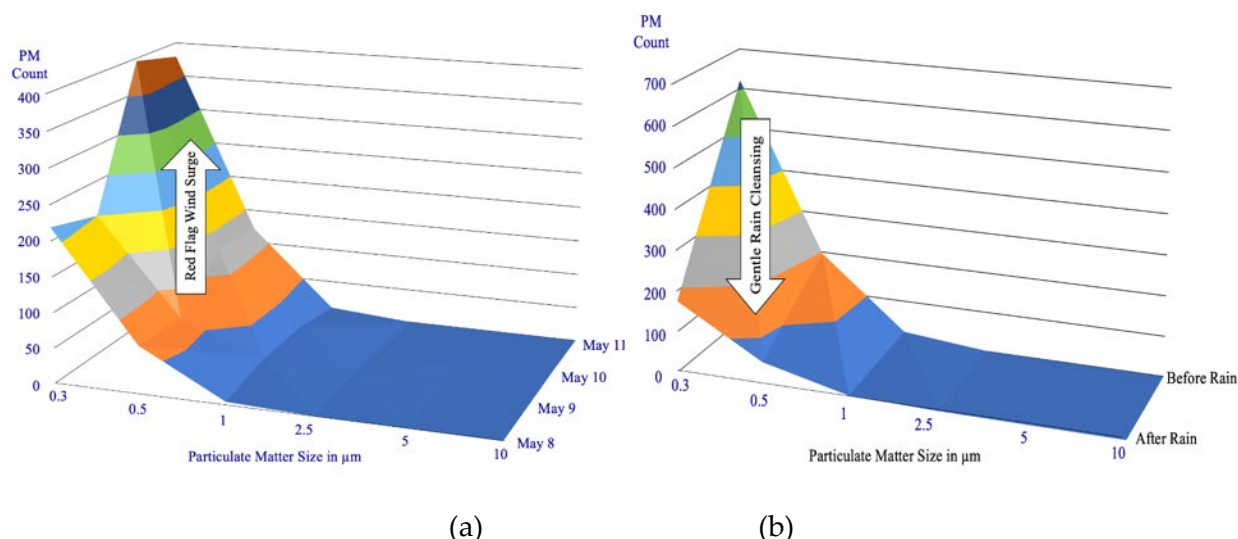 PM
Count
400
350
300
250
200
150
100
50
0
0.3
0.5
1
2.5
5
10
May 11
May 10
May 9
May 8
Red Flag Wind Surge
Particulate Matter Size in µm
(a)
PM
Count
700
600
500
400
300
200
100
0
0.3
0.5
1
2.5
5
10
Before Rain
After Rain
Gentle Rain Cleansing
Particulate Matter Size in µm
(b)